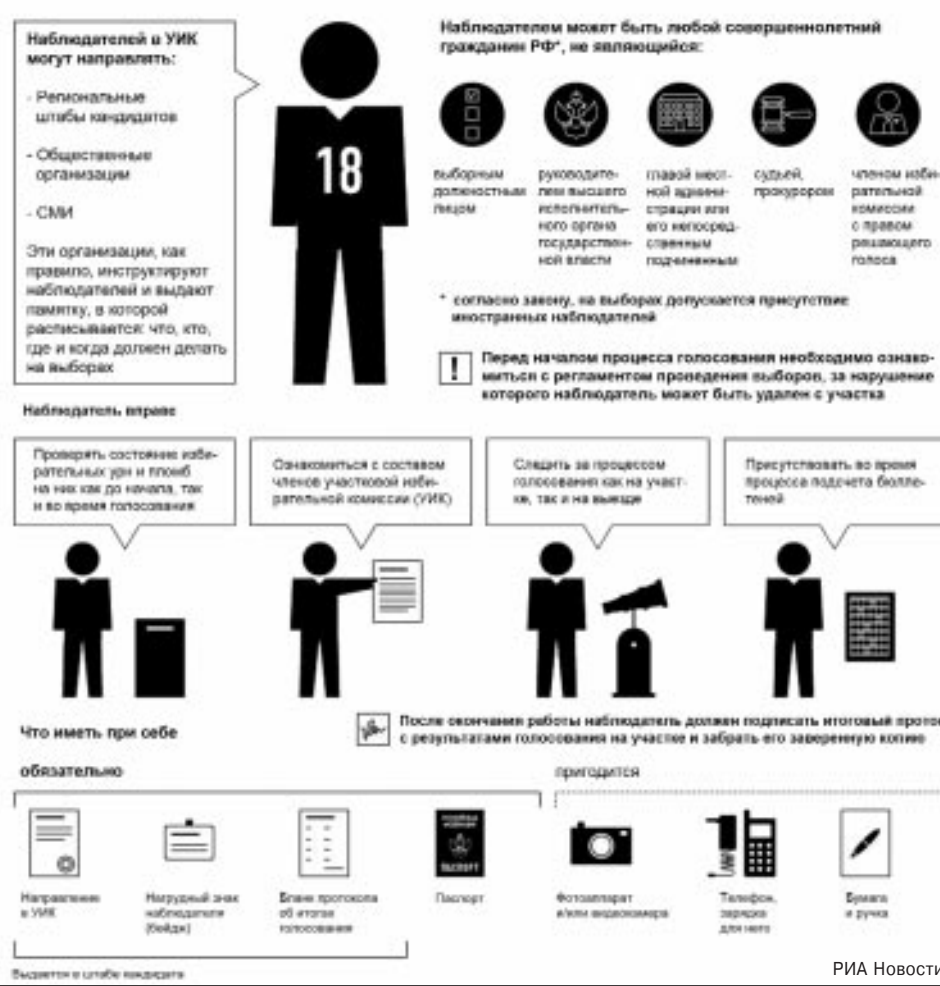 Наблюдателей в УИК
могут направлять:
- Региональные
штабы кандидатов
- Общественные
организации
- СМИ
Эти организации, как
правило, инструктируют
наблюдателей и выдают
памятку, в которой
расписывается: что, кто,
где и когда должен делать
на выборах
18
Наблюдателем может быть любой совершеннолетний
гражданин РФ*, не являющийся:
выборным
должностным
лицом
руководите-
лем высшего
исполнитель-
ного органа
государствен-
ной власти
главой мест-
ной админи-
страции или
его непосред-
ственным
подчиненным
судьей,
прокурором
членом изби-
рательной
комиссии
с правом
решающего
голоса
* согласно закону, на выборах допускается присутствие
иностранных наблюдателей
! Перед началом процесса голосования необходимо ознако-
миться с регламентом проведения выборов, за нарушение
которого наблюдатель может быть удален с участка
Наблюдатель вправе
Проверять состояние изби-
рательных урн и пломб
на них как до начала, так
и во время голосования
Ознакомиться с составом
членов участковой изби-
рательной комиссии (УИК)
Следить за процессом
голосования как на участ-
ке, так и на выезде
Присутствовать во время
процесса подсчета бюлле-
теней
После окончания работы наблюдатель должен подписать итоговый прото
с результатами голосования на участке и забрать его заверенную копию
Что иметь при себе
обязательно
пригодится
Направление
в УИК
Нагрудный знак
наблюдателя
(бейдж)
Бланк протокола
об итогах
голосования
ПАСПОРТ
Паспорт
Фотоаппарат
и/или видеокамера
Телефон,
зарядка
для него
Бумага
и ручка
Выдается в штабе кандидата
РИА Новости